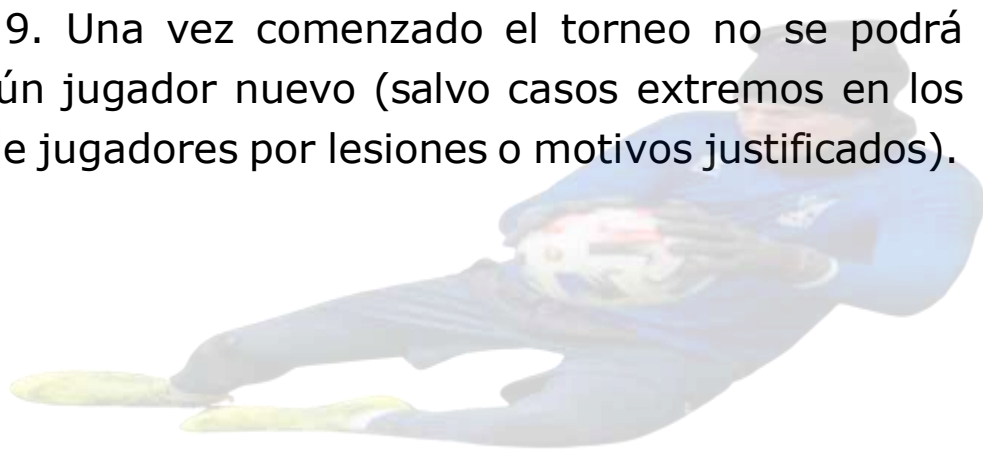 9. Una vez comenzado el torneo no se podrá
ún jugador nuevo (salvo casos extremos en los
e jugadores por lesiones o motivos justificados).